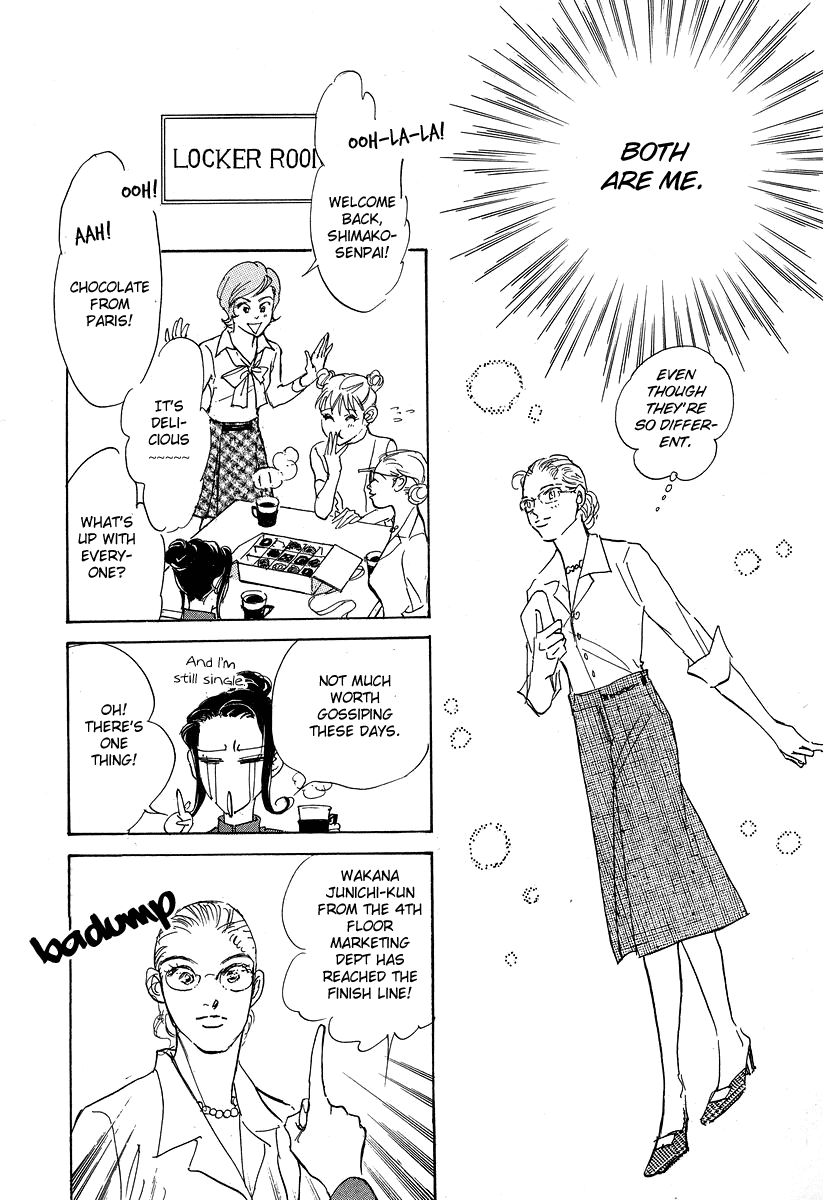 BOTH
ARE ME.
EVEN
THOUGH
THEY'RE
SO DIFFER-
ENT.
LOCKER ROO
OOH-LA-LA!
WELCOME
BACK,
SHIMAKO-
SENPAI!
OOH!
AAH!
CHOCOLATE
FROM
PARIS!
IT'S
DELI-
CIOUS
~~~~~
WHAT'S
UP WITH
EVERY-
ONE?
NOT MUCH
WORTH
GOSSIPING
THESE DAYS.
And I'm
still single.
OH!
THERE'S
ONE
THING!
WAKANA
JUNICHI-KUN
FROM THE 4TH
FLOOR
MARKETING
DEPT HAS
REACHED THE
FINISH LINE!
badump